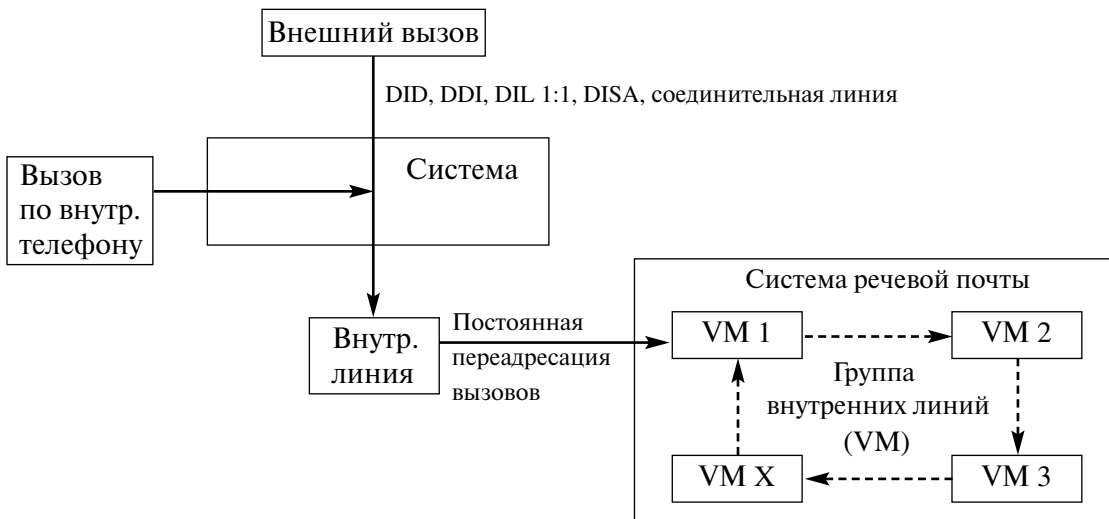 Внешний вызов
DID, DDI, DIL 1:1, DISA, соединительная линия
Система
Вызов
по внутр.
телефону
Внутр.
линия
Постоянная
переадресация
вызовов
Система речевой почты
VM 1
VM 2
Группа
внутренних линий
(VM)
VM X
VM 3